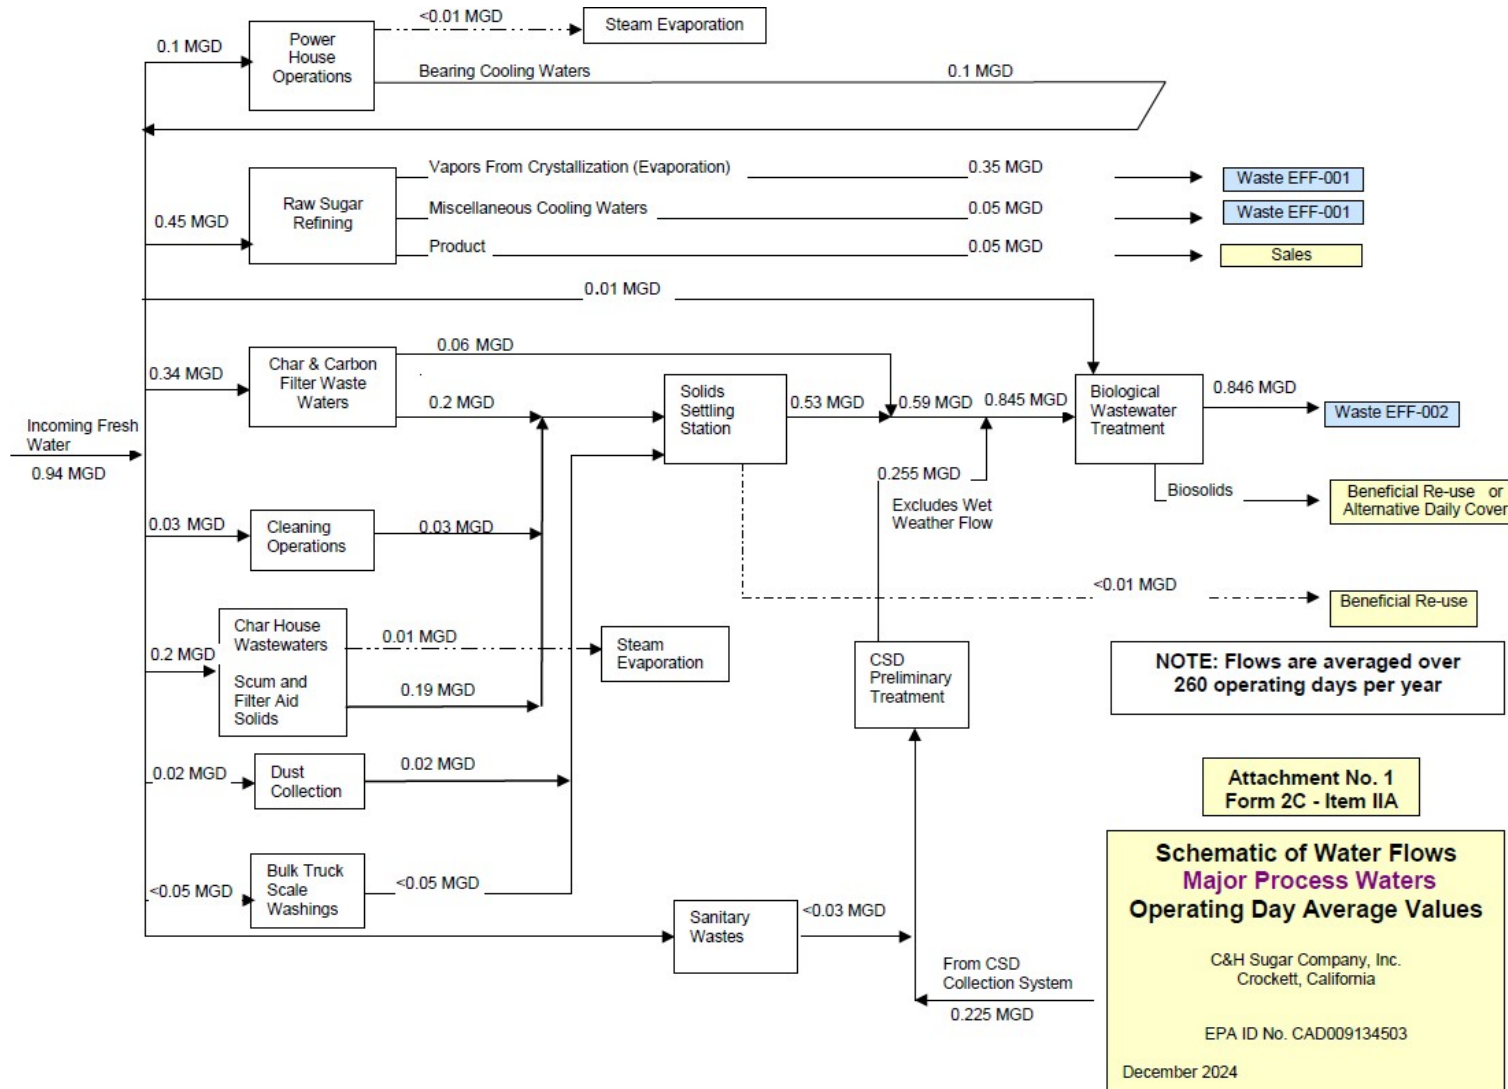 <0.01 MGD
Steam Evaporation
0.1 MGD
Power
House
Operations
Bearing Cooling Waters
0.1 MGD
Vapors From Crystallization (Evaporation)
0.35 MGD
Waste EFF-001
0.45 MGD
Raw Sugar
Refining
Miscellaneous Cooling Waters
0.05 MGD
Waste EFF-001
Product
0.05 MGD
Sales
0.01 MGD
0.34 MGD
Char & Carbon
Filter Waste
Waters
0.06 MGD
0.2 MGD
Solids
Settling
Station
0.53 MGD
0.59 MGD
0.845 MGD
Biological
Wastewater
Treatment
0.846 MGD
Waste EFF-002
Incoming Fresh
Water
0.94 MGD
0.255 MGD
Excludes Wet
Weather Flow
Biosolids
Beneficial Re-use or
Alternative Daily Cover
0.03 MGD
Cleaning
Operations
0.03 MGD
<0.01 MGD
Beneficial Re-use
0.2 MGD
Char House
Wastewaters
Scum and
Filter Aid
Solids
0.01 MGD
Steam
Evaporation
0.19 MGD
CSD
Preliminary
Treatment
NOTE: Flows are averaged over
260 operating days per year
0.02 MGD
Dust
Collection
0.02 MGD
Attachment No. 1
Form 2C - Item IIA
<0.05 MGD
Bulk Truck
Scale
Washings
<0.05 MGD
Sanitary
Wastes
<0.03 MGD
From CSD
Collection System
0.225 MGD
Schematic of Water Flows
Major Process Waters
Operating Day Average Values
C&H Sugar Company, Inc.
Crockett, California
EPA ID No. CAD009134503
December 2024